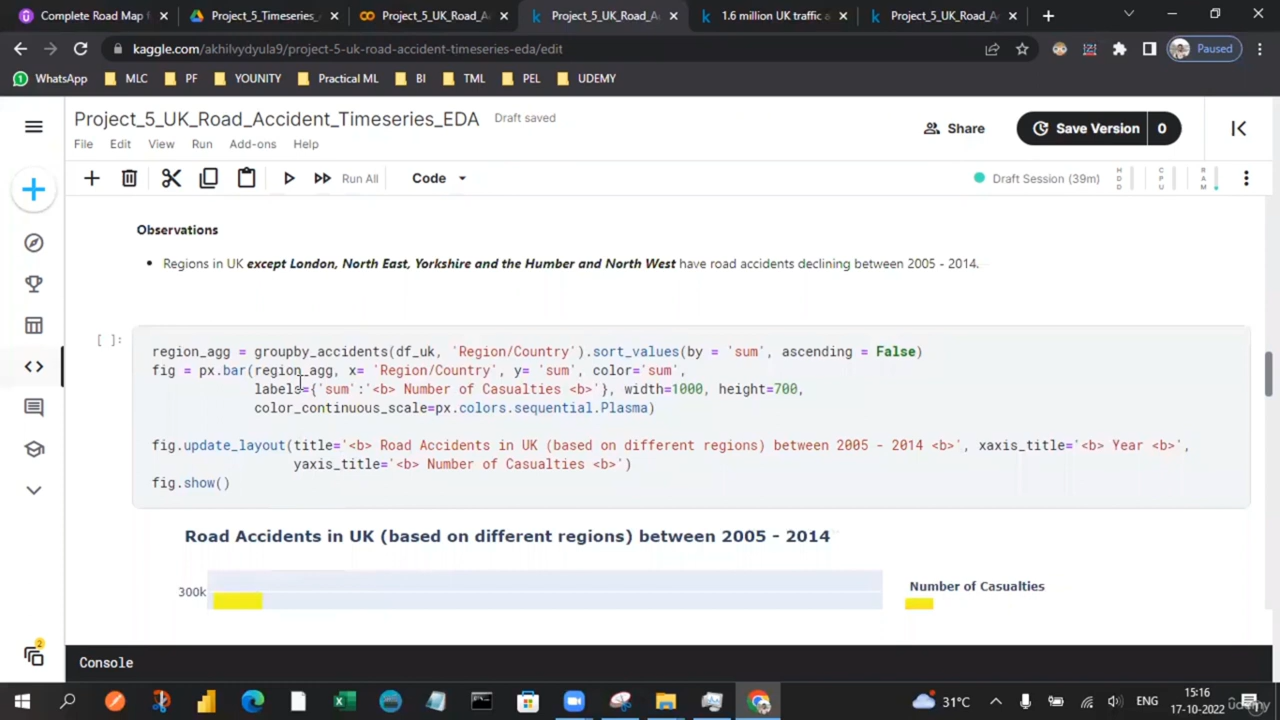 Complete Road Map
Project_5_Timeseries_
Project_5_UK_Road_A
Project_5_UK_Road_A
1.6 million UK traffic a
Project_5_UK_Road_A
kaggle.com/akhilvydyula9/project-5-uk-road-accident-timeseries-eda/edit
Paused
WhatsApp
MLC
PF
YOUNITY
Practical ML
BI
TML
PEL
UDEMY
Project_5_UK_Road_Accident_Timeseries_EDA
Draft saved
Share
Save Version
0
File
Edit
View
Run
Add-ons
Help
Run All
Code
Draft Session (39m)
HDD
CPU
RAM
Observations
• Regions in UK except London, North East, Yorkshire and the Humber and North West have road accidents declining between 2005 - 2014.
[ ]:
region_agg = groupby_accidents(df_uk, 'Region/Country').sort_values(by = 'sum', ascending = False)
fig = px.bar(region_agg, x= 'Region/Country', y= 'sum', color='sum',
labels={'sum':'<b> Number of Casualties <b>'}, width=1000, height=700,
color_continuous_scale=px.colors.sequential.Plasma)
fig.update_layout(title='<b> Road Accidents in UK (based on different regions) between 2005 - 2014 <b>', xaxis_title='<b> Year <b>',
yaxis_title='<b> Number of Casualties <b>')
fig.show()
Road Accidents in UK (based on different regions) between 2005 - 2014
300k
Number of Casualties
2
Console
31°C
ENG
15:16
17-10-2022
udemy